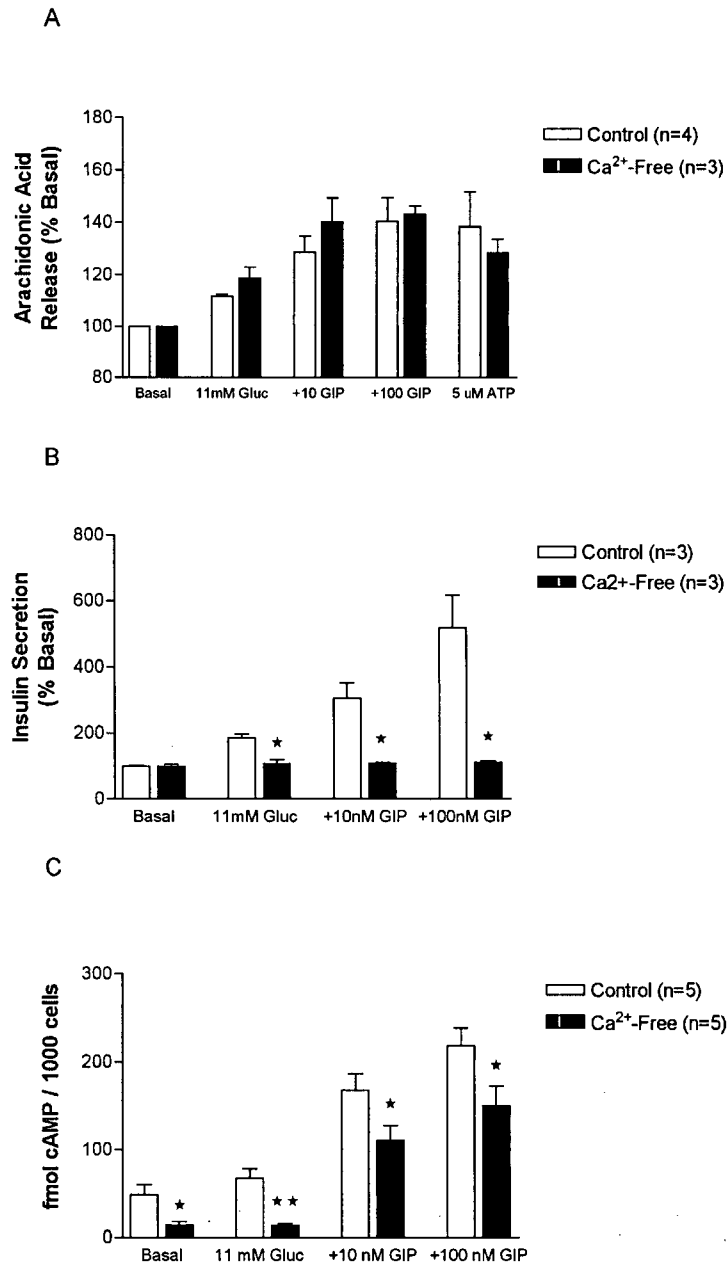 A
Arachidonic Acid
Release (% Basal)
180
160
140
120
100
80
Basal 11mM Gluc +10 GIP +100 GIP 5 uM ATP
Control (n=4)
Ca²⁺-Free (n=3)
B
Insulin Secretion
(% Basal)
800
600
400
200
0
Basal 11mM Gluc +10nM GIP +100nM GIP
Control (n=3)
Ca2+-Free (n=3)
C
fmol cAMP / 1000 cells
300
200
100
0
Basal 11 mM Gluc +10 nM GIP +100 nM GIP
Control (n=5)
Ca²⁺-Free (n=5)